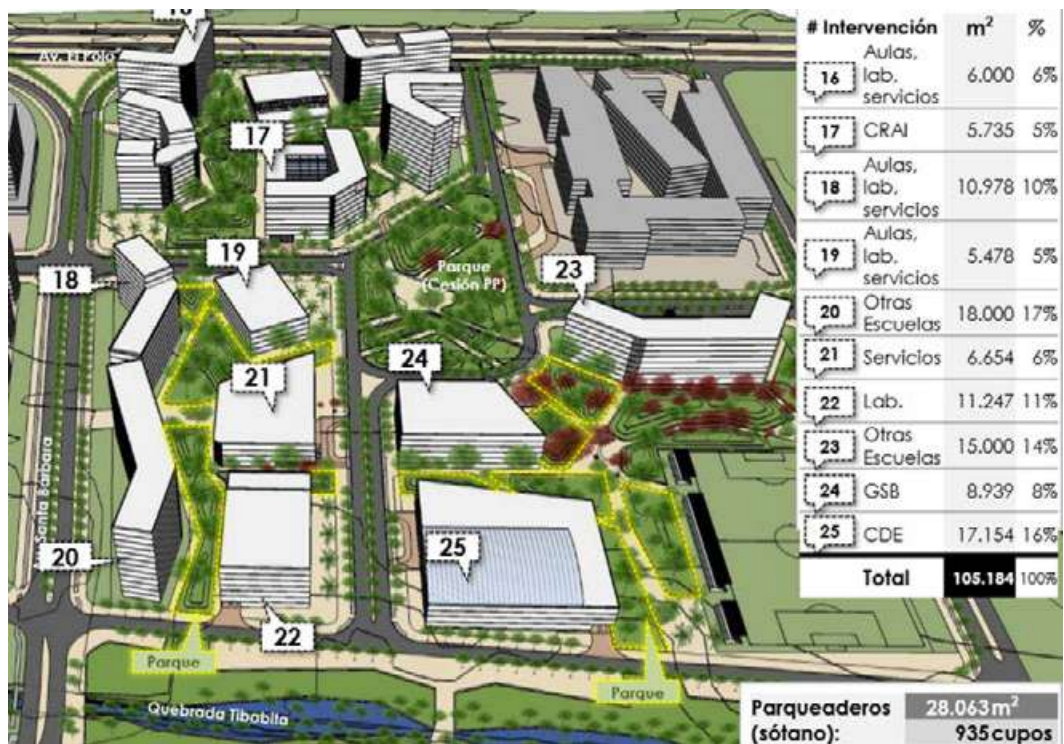 # Intervención m² %
16 Aulas, lab. servicios 6.000 6%
17 CRAI 5.735 5%
18 Aulas, lab, servicios 10.978 10%
19 Aulas, lab. servicios 5.478 5%
20 Otras Escuelas 18.000 17%
21 Servicios 6.654 6%
22 Lab. 11.247 11%
23 Otras Escuelas 15.000 14%
24 GSB 8.939 8%
25 CDE 17.154 16%
Total 105.184 100%
Av. El Polo
17
19
18
Parque
(Cesión PP)
23
24
21
Santa Bárbara
25
20
22
Parque
Parque
Quebrada Tibabita
Parqueaderos 28.063 m²
(sótano): 935 cupos